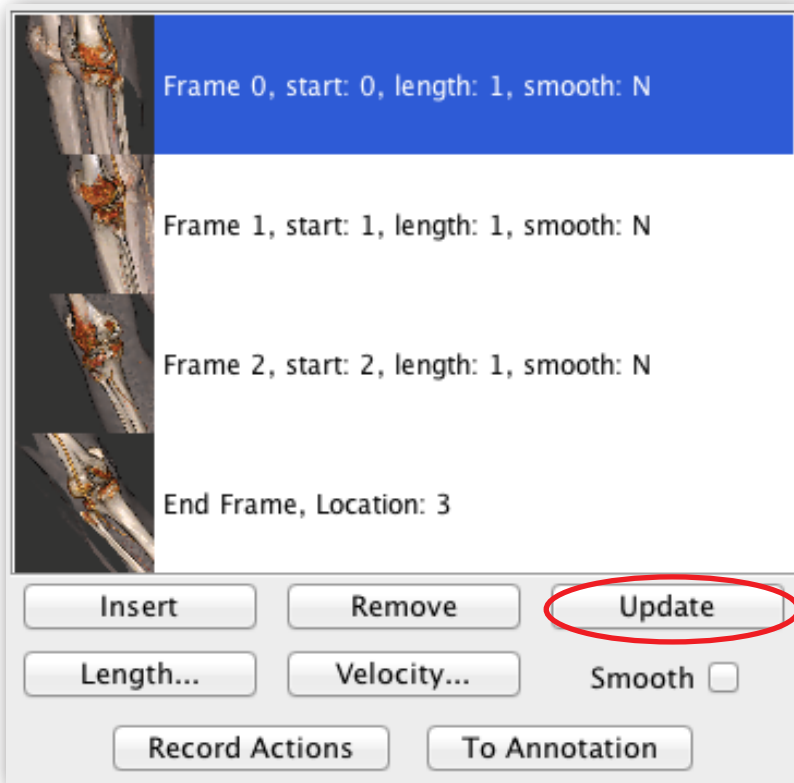 Frame 0, start: 0, length: 1, smooth: N
Frame 1, start: 1, length: 1, smooth: N
Frame 2, start: 2, length: 1, smooth: N
End Frame, Location: 3
Insert Remove Update
Length... Velocity... Smooth
Record Actions To Annotation